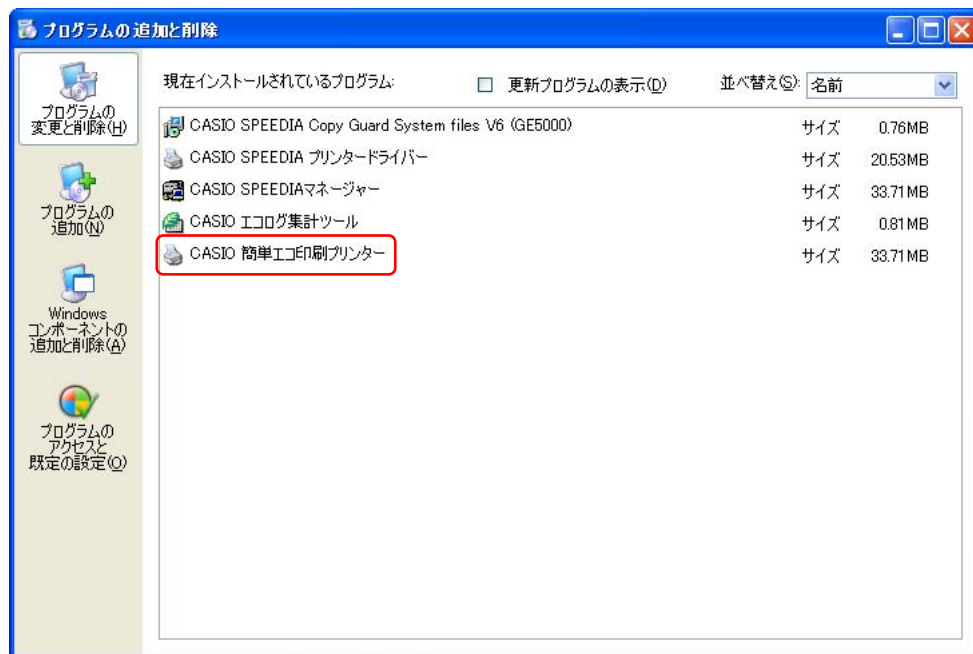 プログラムの追加と削除
現在インストールされているプログラム:
更新プログラムの表示(D)
並べ替え(S):
名前
プログラムの
変更と削除(H)
プログラムの
追加(N)
Windows
コンポーネントの
追加と削除(A)
プログラムの
アクセスと
既定の設定(O)
CASIO SPEEDIA Copy Guard System files V6 (GE5000) サイズ 0.76MB
CASIO SPEEDIA プリンタードライバー サイズ 20.53MB
CASIO SPEEDIAマネージャー サイズ 33.71MB
CASIO エコログ集計ツール サイズ 0.81MB
CASIO 簡単エコ印刷プリンター サイズ 33.71MB